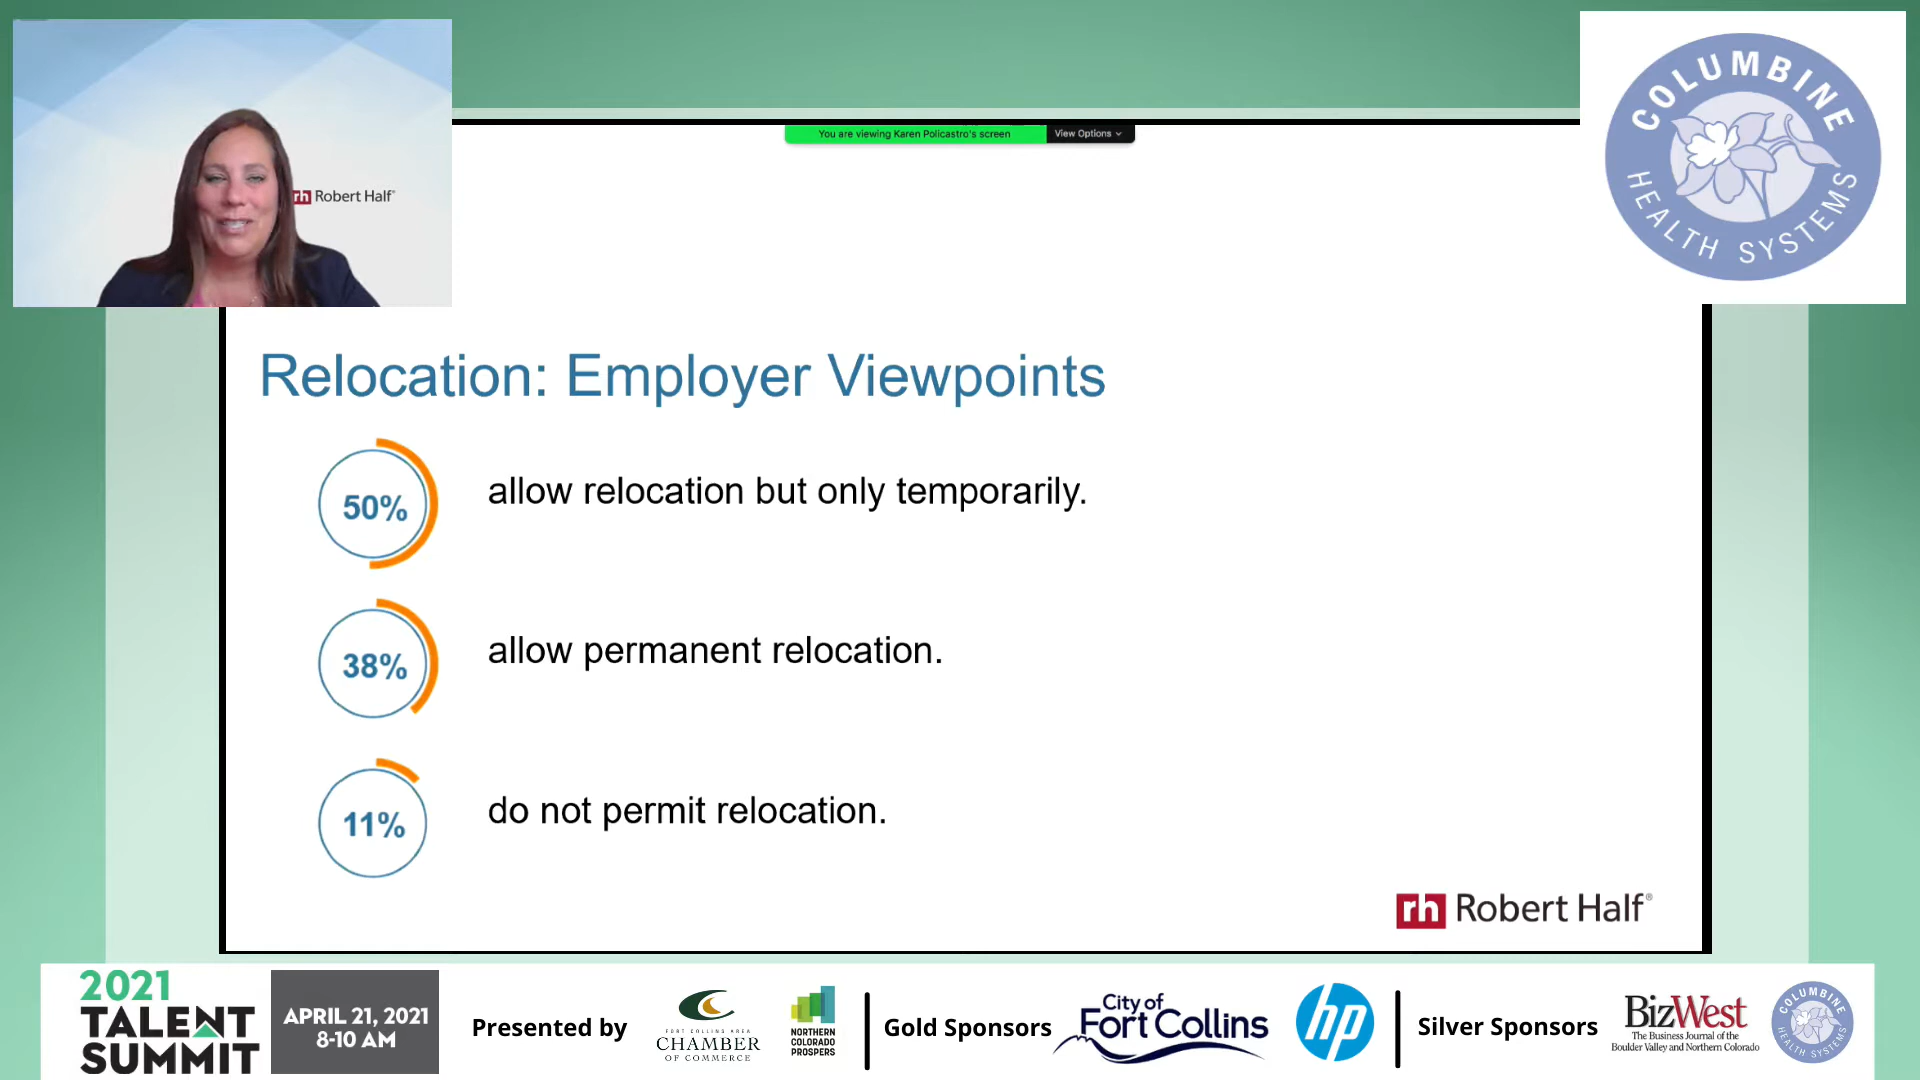 rh Robert Half
COLUMBINE
HEALTH SYSTEMS
You are viewing Karen Policastro's screen View Options
Relocation: Employer Viewpoints
50% allow relocation but only temporarily.
38% allow permanent relocation.
11% do not permit relocation.
rh Robert Half®
2021
TALENT
SUMMIT
APRIL 21, 2021
8-10 AM
Presented by
FORT COLLINS AREA
CHAMBER
OF COMMERCE
NORTHERN
COLORADO
PROSPERS
Gold Sponsors
City of
Fort Collins
hp
Silver Sponsors
BizWest
The Business Journal of the
Boulder Valley and Northern Colorado
COLUMBINE
HEALTH SYSTEMS